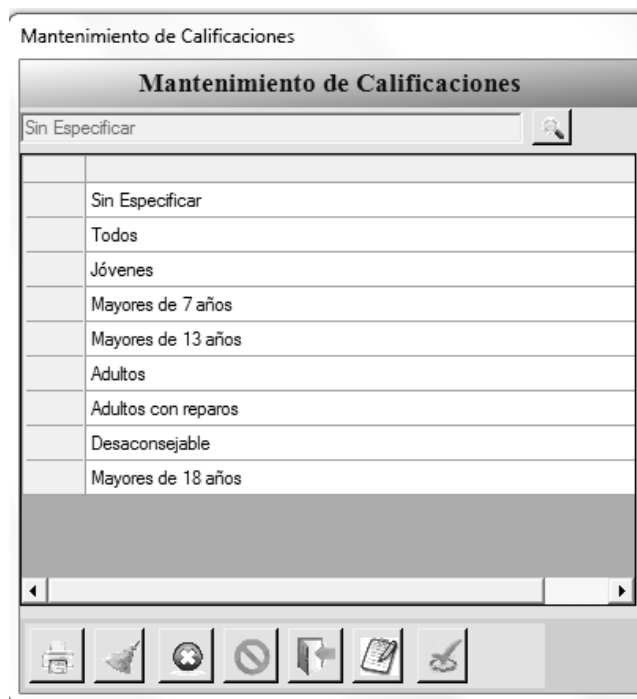 Mantenimiento de Calificaciones
Mantenimiento de Calificaciones
Sin Especificar
Sin Especificar
Todos
Jóvenes
Mayores de 7 años
Mayores de 13 años
Adultos
Adultos con reparos
Desaconsejable
Mayores de 18 años